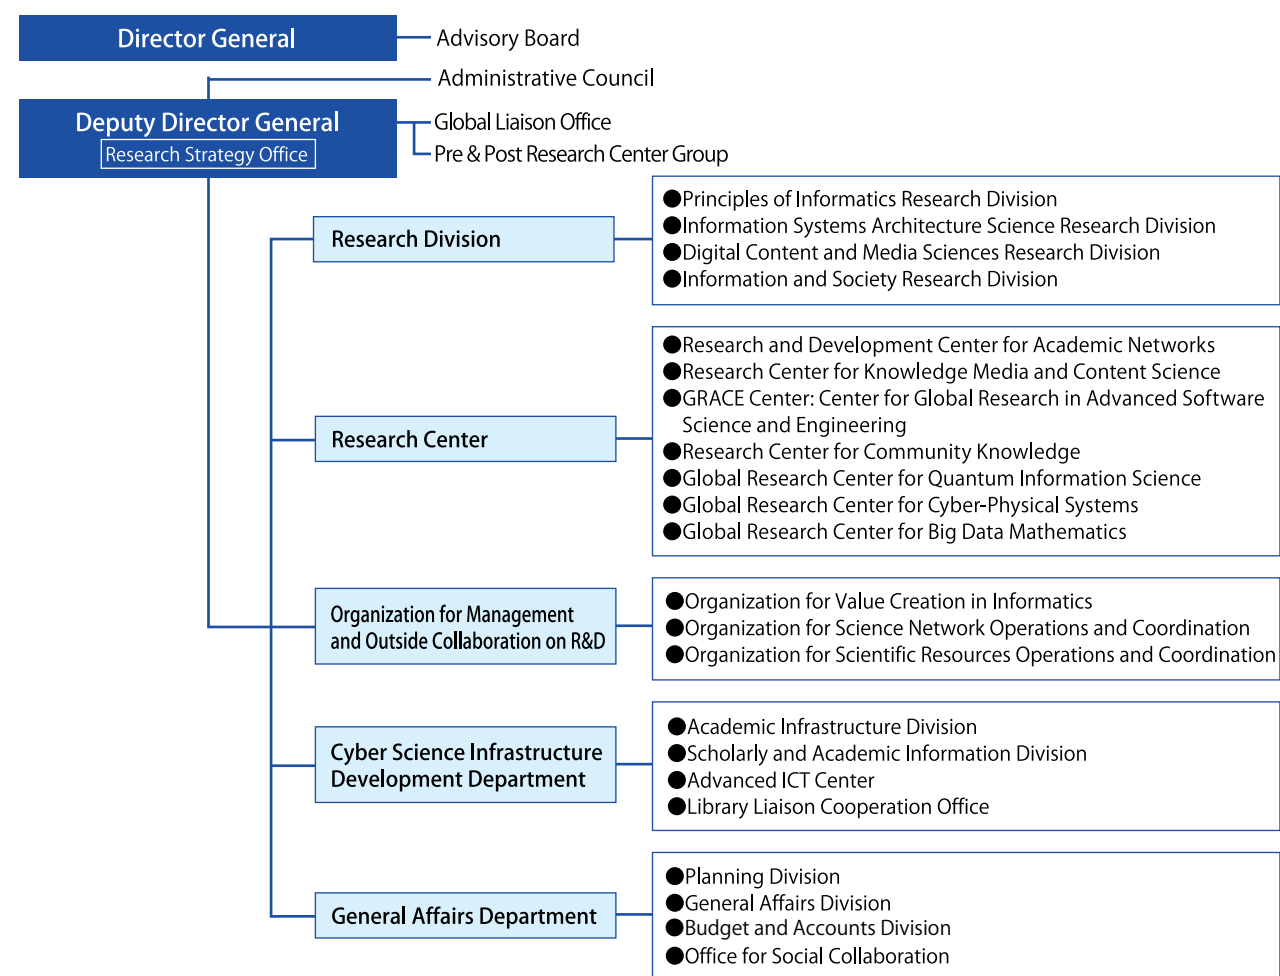 Director General
Advisory Board
Administrative Council
Deputy Director General
Research Strategy Office
Global Liaison Office
Pre & Post Research Center Group
Research Division
●Principles of Informatics Research Division
●Information Systems Architecture Science Research Division
●Digital Content and Media Sciences Research Division
●Information and Society Research Division
Research Center
●Research and Development Center for Academic Networks
●Research Center for Knowledge Media and Content Science
●GRACE Center: Center for Global Research in Advanced Software
Science and Engineering
●Research Center for Community Knowledge
●Global Research Center for Quantum Information Science
●Global Research Center for Cyber-Physical Systems
●Global Research Center for Big Data Mathematics
Organization for Management
and Outside Collaboration on R&D
●Organization for Value Creation in Informatics
●Organization for Science Network Operations and Coordination
●Organization for Scientific Resources Operations and Coordination
Cyber Science Infrastructure
Development Department
●Academic Infrastructure Division
●Scholarly and Academic Information Division
●Advanced ICT Center
●Library Liaison Cooperation Office
General Affairs Department
●Planning Division
●General Affairs Division
●Budget and Accounts Division
●Office for Social Collaboration